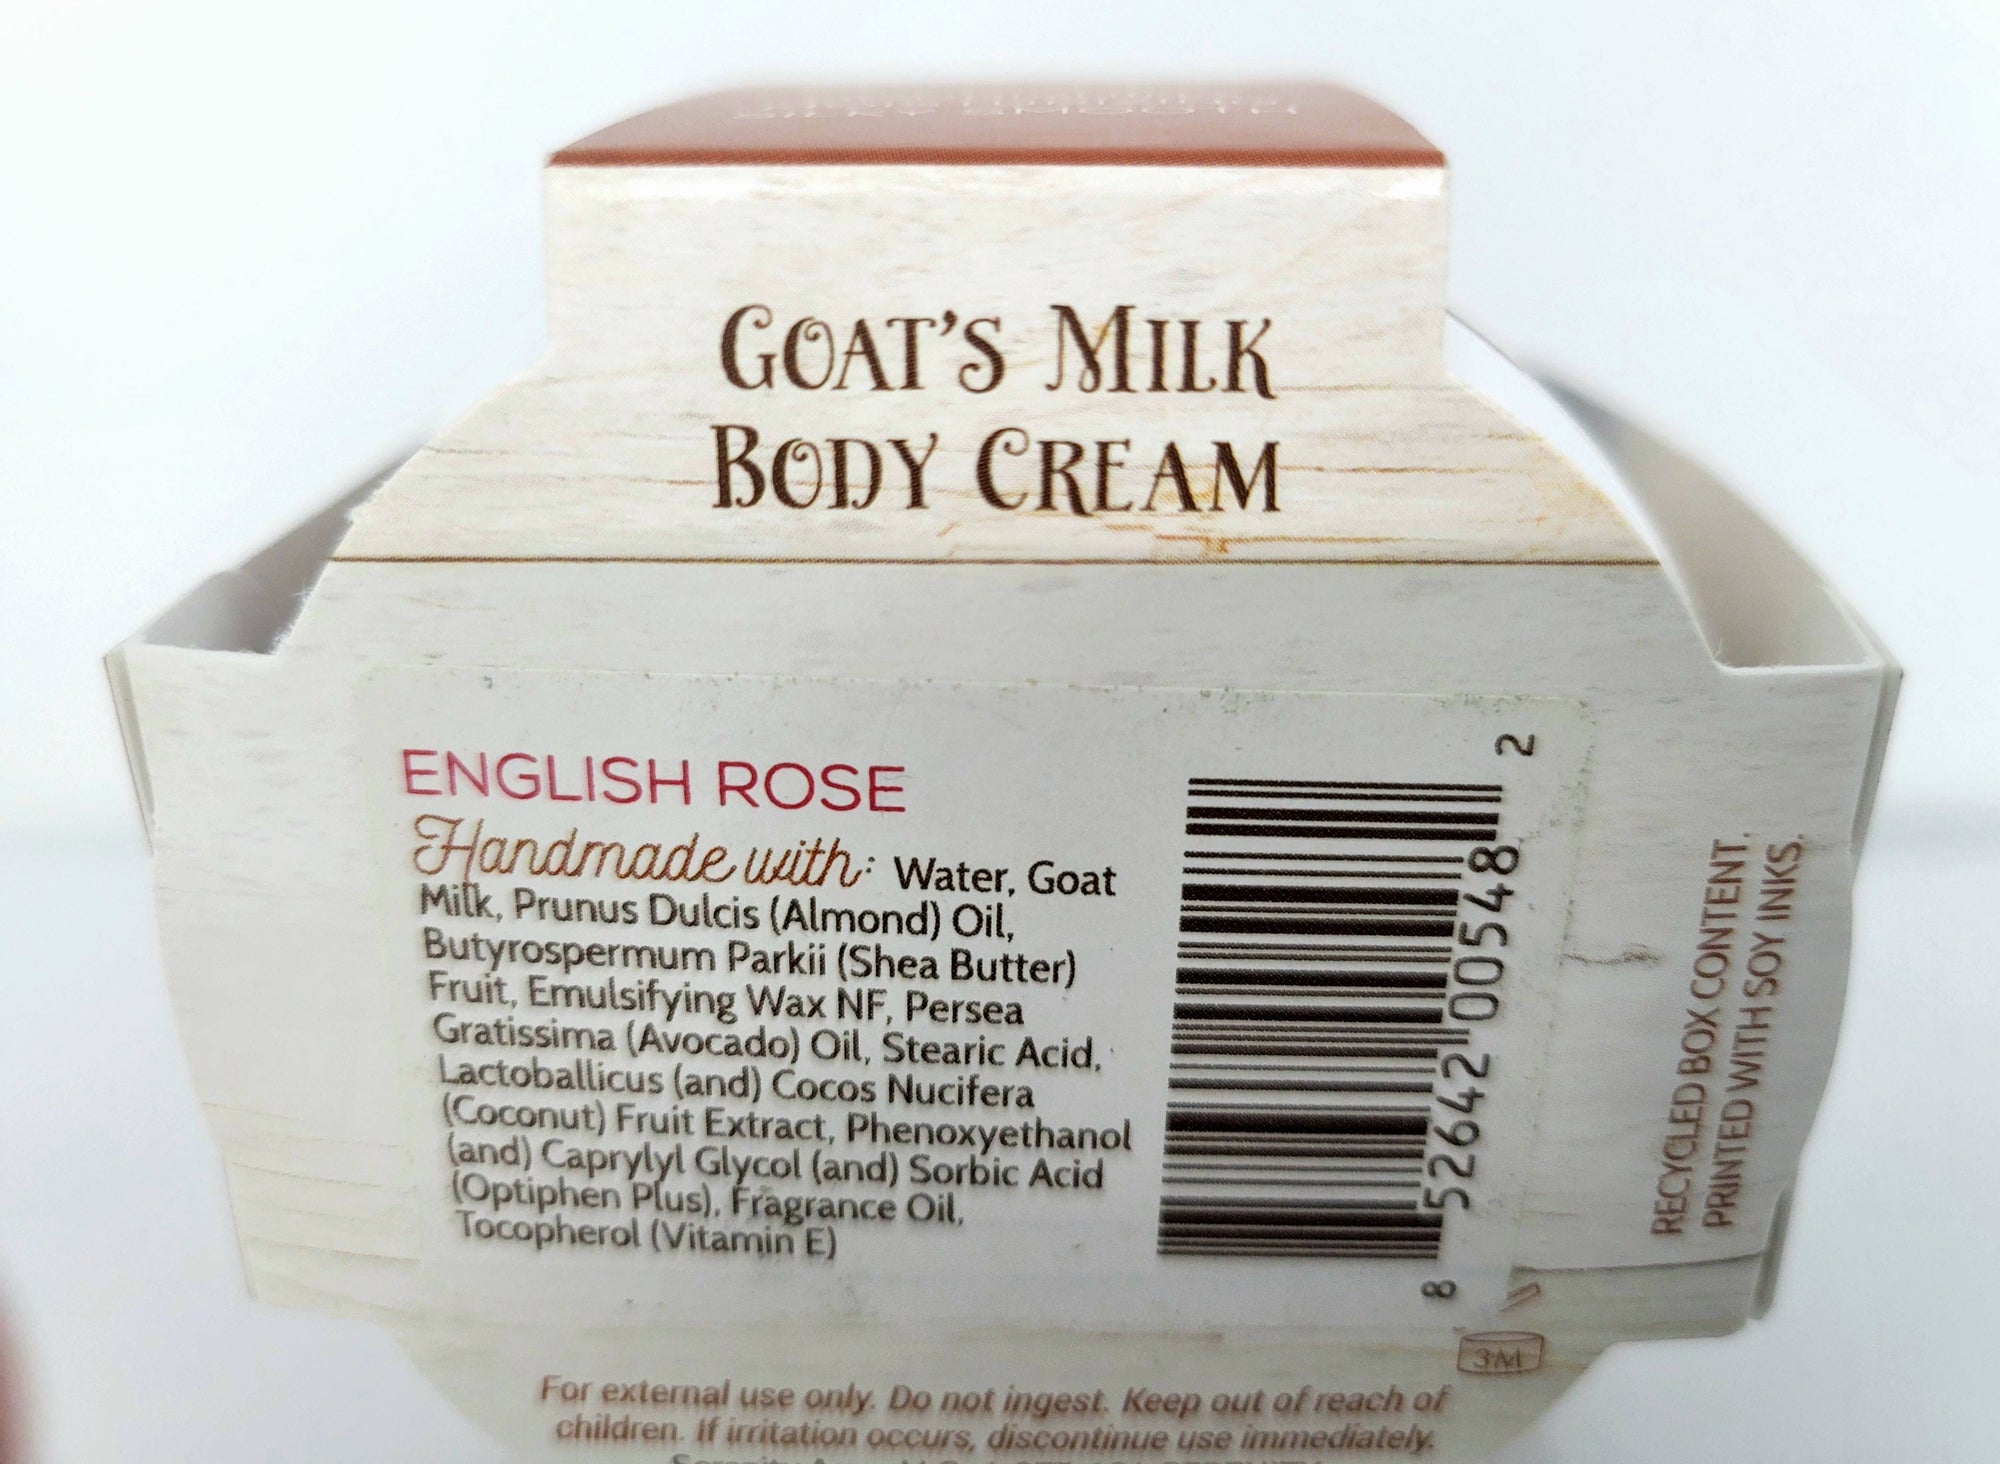 GOAT'S MILK
BODY CREAM
ENGLISH ROSE
Handmade with: Water, Goat
Milk, Prunus Dulcis (Almond) Oil,
Butyrospermum Parkii (Shea Butter)
Fruit, Emulsifying Wax NF, Persea
Gratissima (Avocado) Oil, Stearic Acid,
Lactoballicus (and) Cocos Nucifera
(Coconut) Fruit Extract, Phenoxyethanol
(and) Caprylyl Glycol (and) Sorbic Acid
(Optiphen Plus), Fragrance Oil,
Tocopherol (Vitamin E)
8 52642 00548 2
RECYCLED BOX CONTENT.
PRINTED WITH SOY INKS.
3M
For external use only. Do not ingest. Keep out of reach of
children. If irritation occurs, discontinue use immediately.